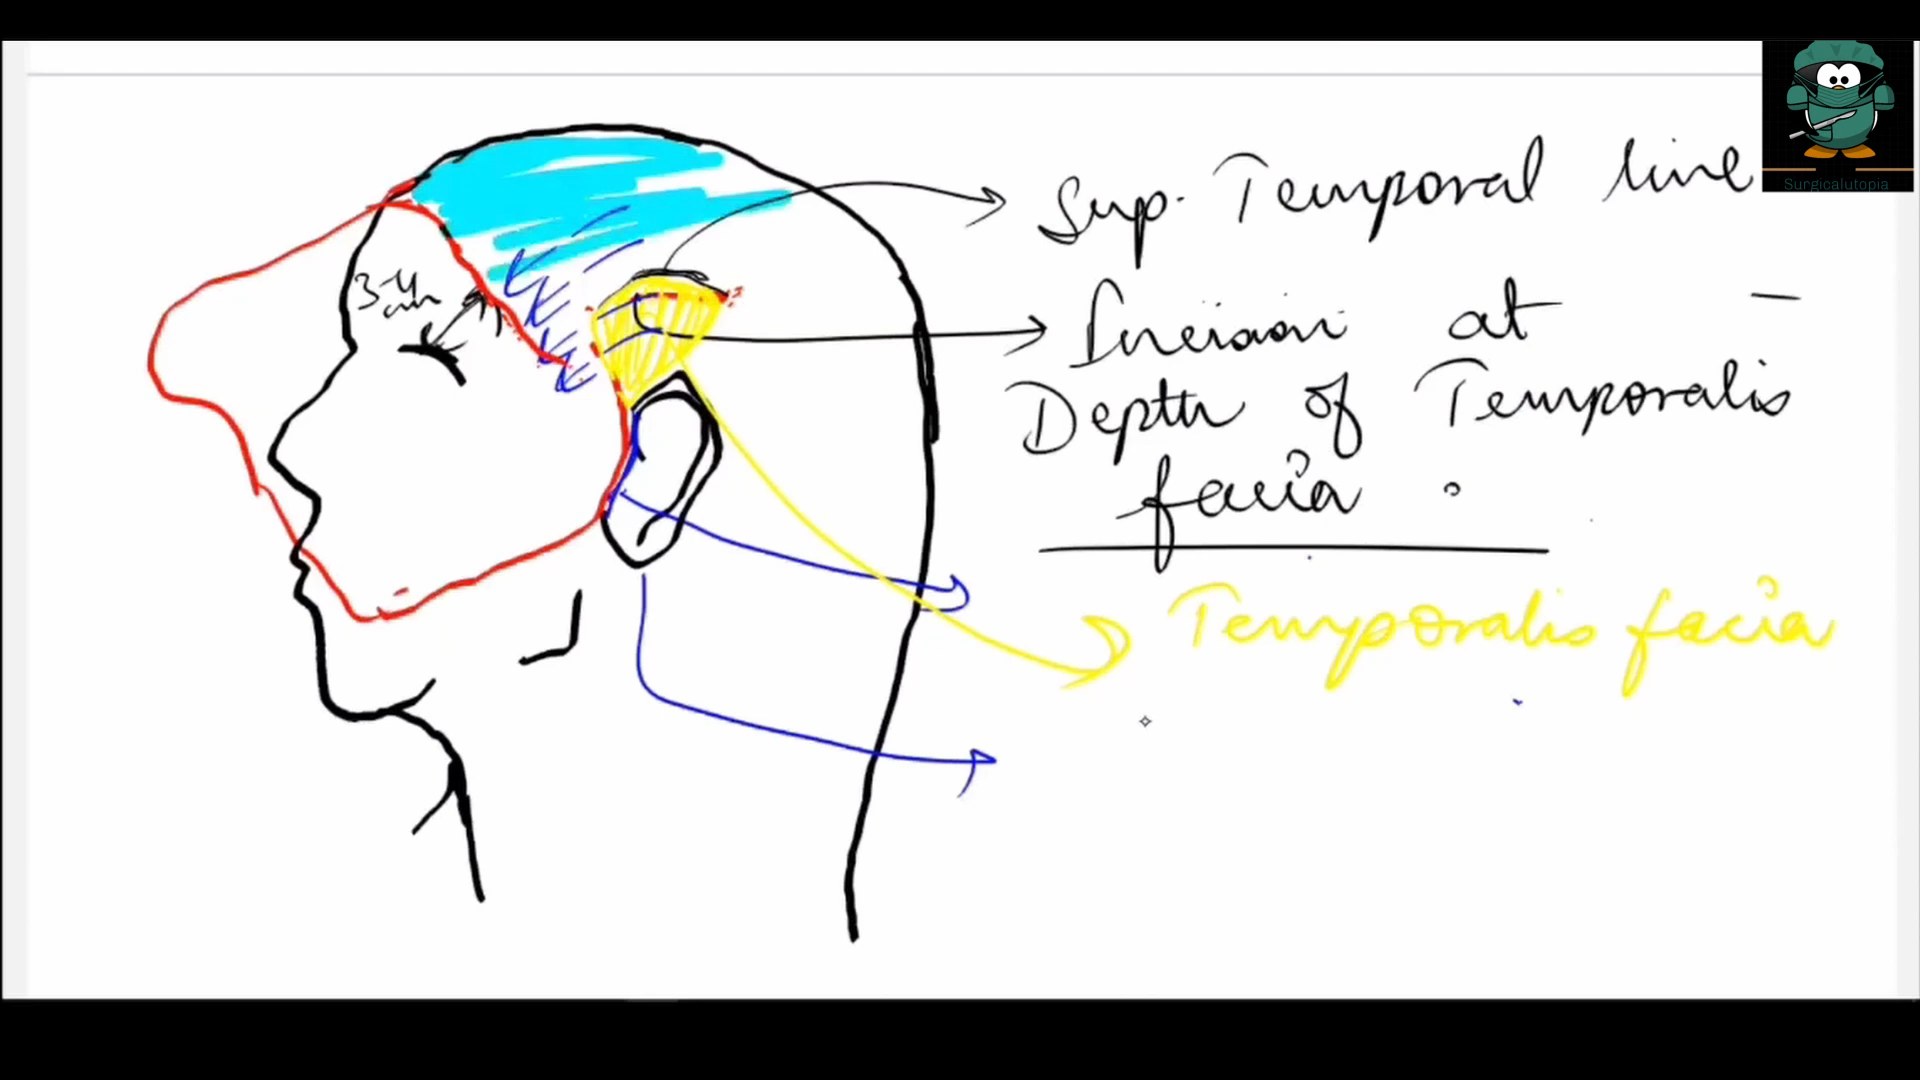 Surgicalutopia
Sup. Temporal line
3-4
cm
Incision at
Depth of Temporalis
facia
Temporalis facia